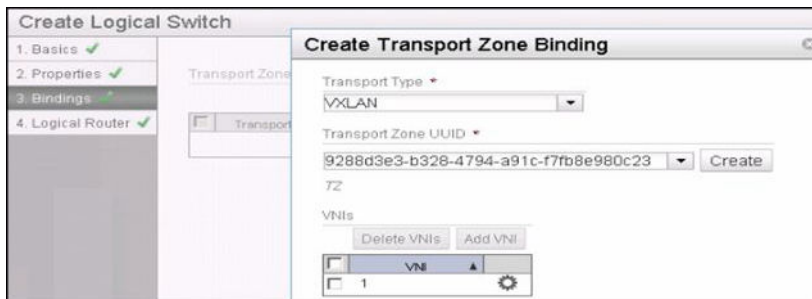 Create Logical Switch
1. Basics
2. Properties
3. Bindings
4. Logical Router
Transport Zone
Transport
Create Transport Zone Binding
Transport Type *
VXLAN
Transport Zone UUID *
9288d3e3-b328-4794-a91c-f7fb8e980c23
Create
TZ
VNIs
Delete VNIs Add VNI
VNI
1